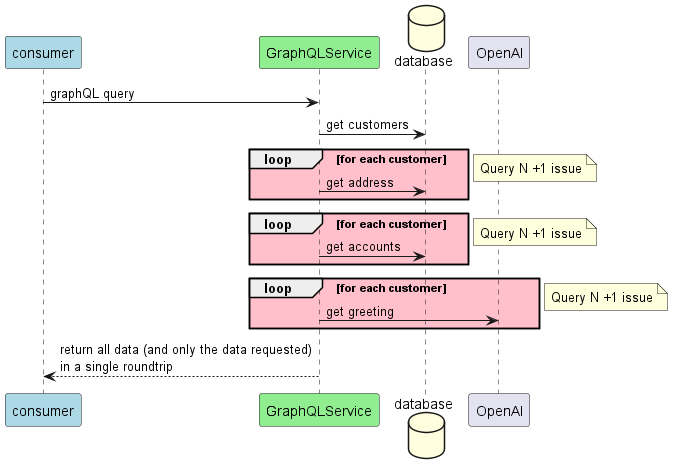 database
consumer
GraphQLService
OpenAI
graphQL query
get customers
loop
[for each customer]
Query N +1 issue
get address
loop
[for each customer]
Query N +1 issue
get accounts
loop
[for each customer]
Query N +1 issue
get greeting
return all data (and only the data requested)
in a single roundtrip
consumer
GraphQLService
database
OpenAI